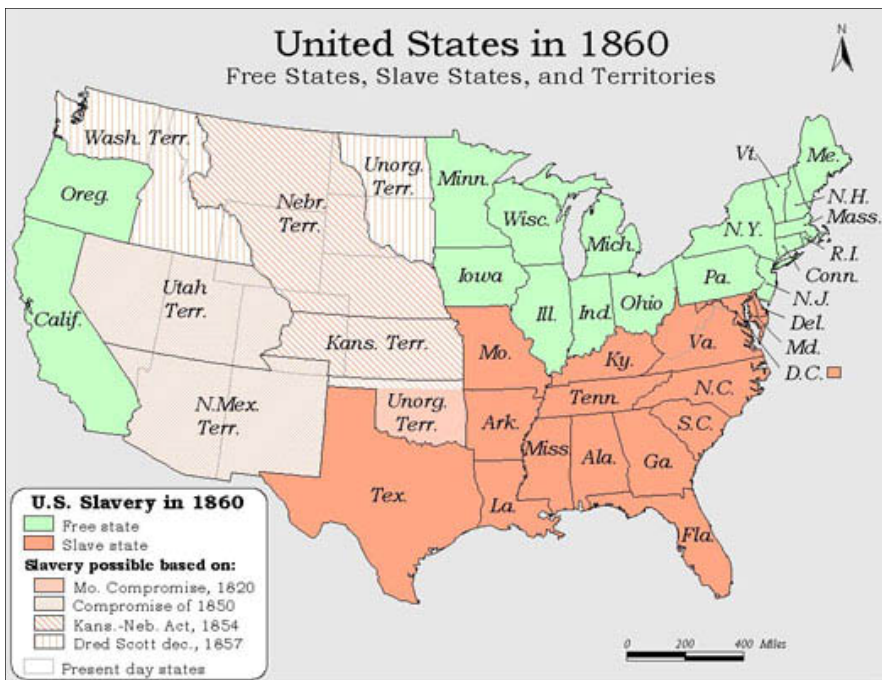 United States in 1860
Free States, Slave States, and Territories
N
Wash. Terr.
Oreg.
Calif.
Nebr.
Terr.
Unorg.
Terr.
Utah
Terr.
Kans. Terr.
N.Mex.
Terr.
Unorg.
Terr.
Minn.
Wisc.
Mich.
Iowa
Ill.
Ind.
Ohio
Pa.
N.Y.
Vt.
Me.
N.H.
Mass.
R.I.
Conn.
N.J.
Del.
Md.
D.C.
Mo.
Ky.
Va.
Tenn.
N.C.
Ark.
S.C.
Miss.
Ala.
Ga.
Tex.
La.
Fla.
U.S. Slavery in 1860
Free state
Slave state
Slavery possible based on:
Mo. Compromise, 1820
Compromise of 1850
Kans.-Neb. Act, 1854
Dred Scott dec., 1857
Present day states
0 200 400 Miles